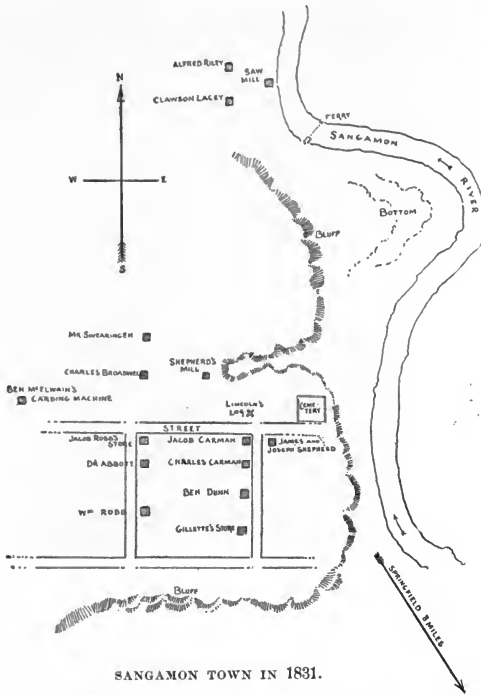 ALFRED RILEY
SAW
MILL
N
CLAWSON LACEY
FERRY
SANGAMON
RIVER
W
E
BOTTOM
BLUFF
S
MR SWEARINGEN
CHARLES BROADWELL
SHEPHERD'S
MILL
BEN MCELWAIN'S
CARDING MACHINE
LINCOLN'S
LOG
CEME-
TERY
STREET
JACOB ROBB'S
STORE
JACOB CARMAN
JAMES AND
JOSEPH SHEPHERD
DR ABBOTT
CHARLES CARMAN
BEN DUNN
WM ROBB
GILLETTE'S STORE
SPRINGFIELD 8 MILES
BLUFF
SANGAMON TOWN IN 1831.